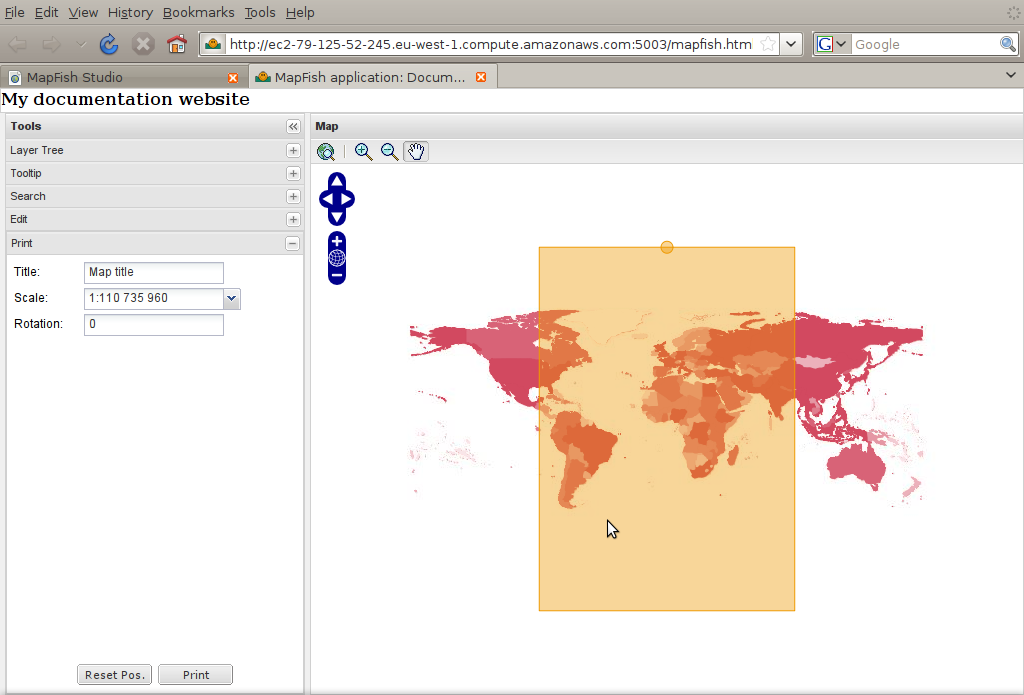 File Edit View History Bookmarks Tools Help
http://ec2-79-125-52-245.eu-west-1.compute.amazonaws.com:5003/mapfish.htm
Google
MapFish Studio
MapFish application: Docum...
My documentation website
Tools
Map
Layer Tree
Tooltip
Search
Edit
Print
Title: Map title
Scale: 1:110 735 960
Rotation: 0
Reset Pos. Print